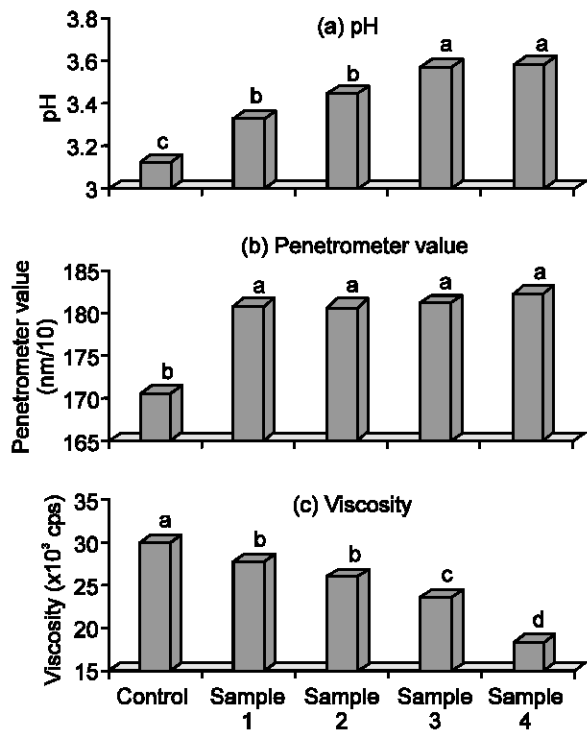 (a) pH
pH
3.8
3.6
3.4
3.2
3
c
b
b
a
a
(b) Penetrometer value
Penetrometer value
(nm/10)
185
180
175
170
165
b
a
a
a
a
(c) Viscosity
Viscosity (x10³ cps)
35
30
25
20
15
a
b
b
c
d
Control Sample Sample Sample Sample
1 2 3 4